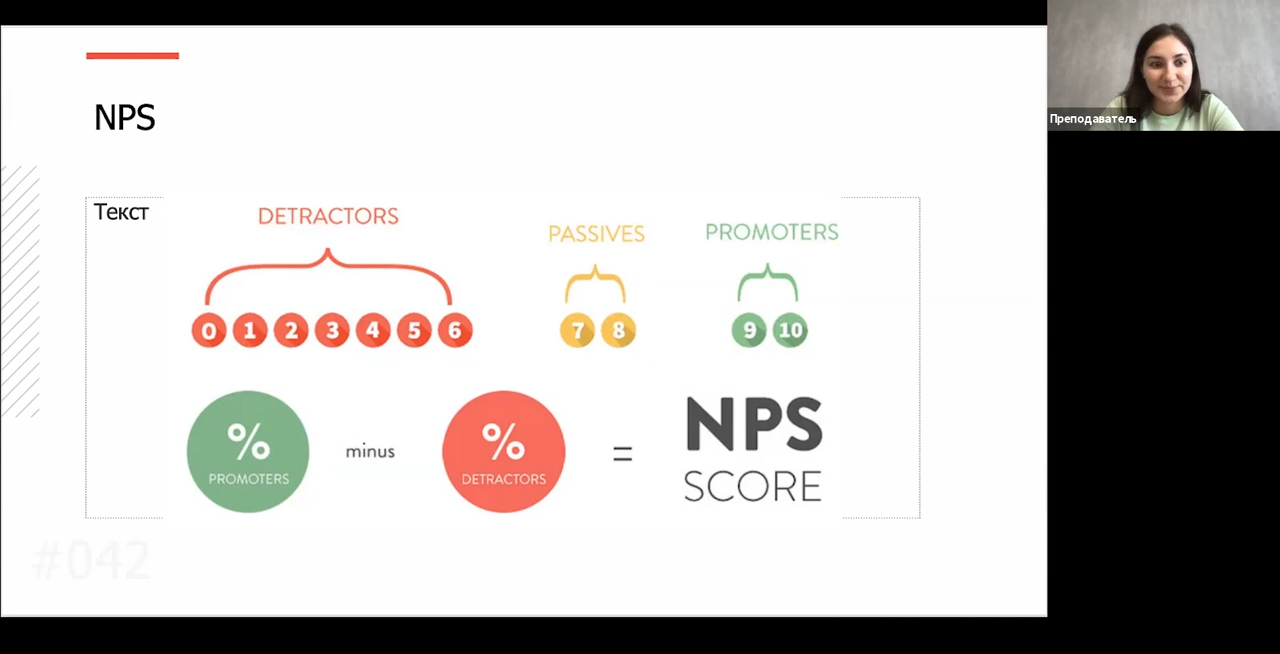 NPS
Преподаватель
Текст
DETRACTORS
PASSIVES
PROMOTERS
0 1 2 3 4 5 6 7 8 9 10
% PROMOTERS
minus
% DETRACTORS
=
NPS
SCORE
#042